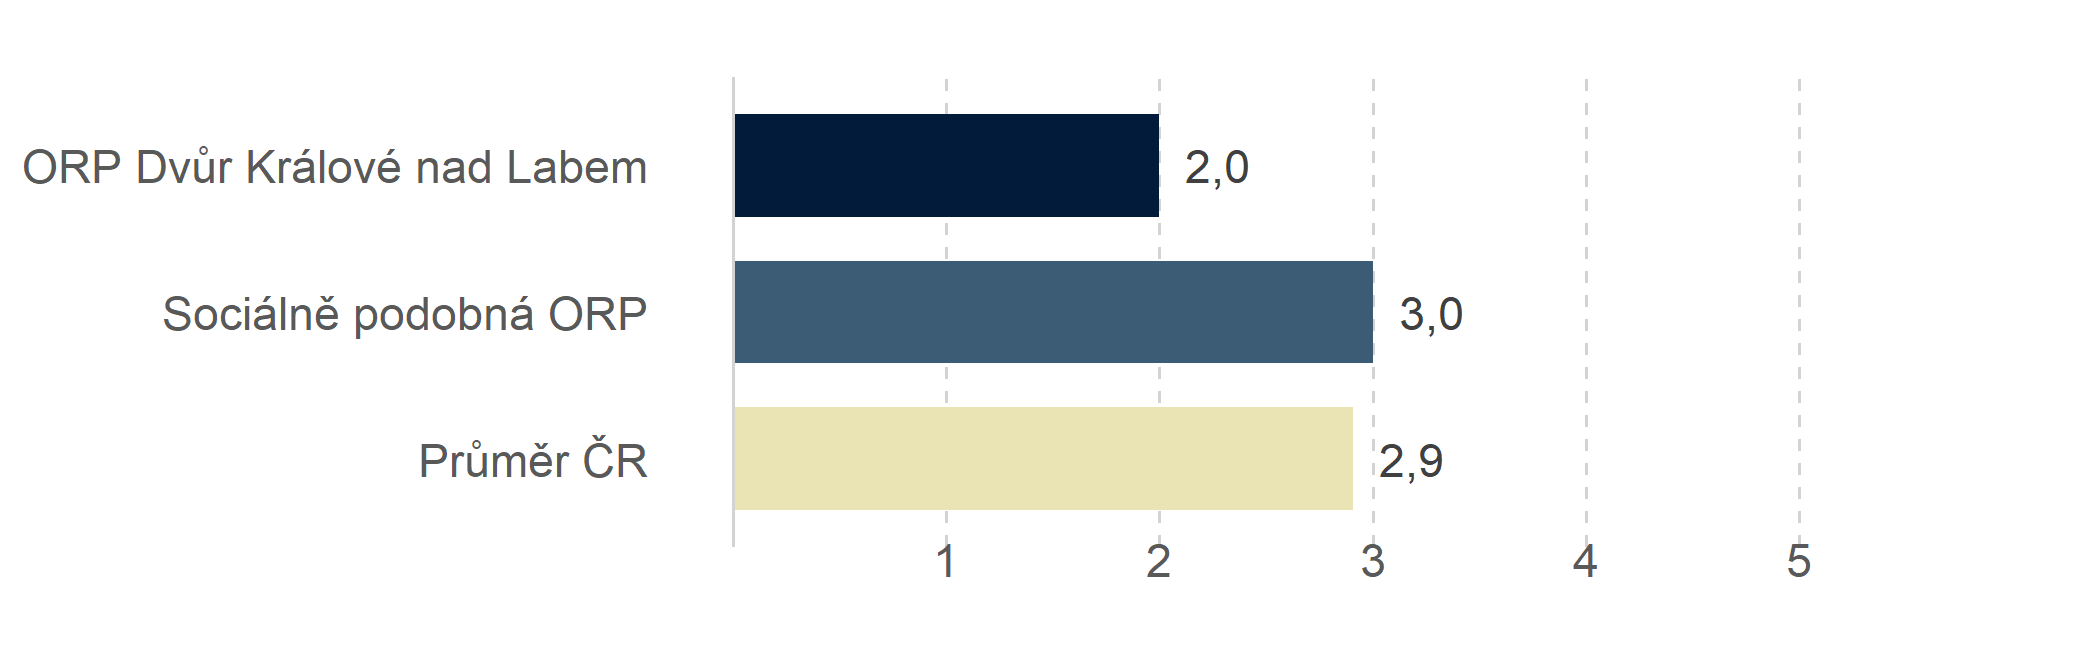 ORP Dvůr Králové nad Labem 2,0
Sociálně podobná ORP 3,0
Průměr ČR 2,9
1 2 3 4 5